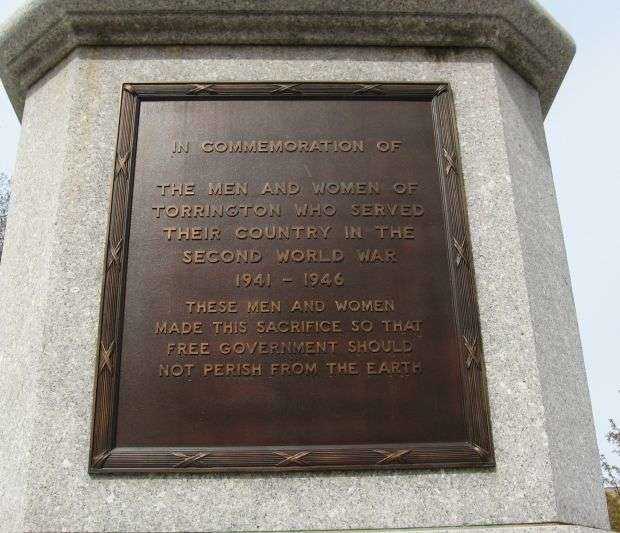 IN COMMEMORATION OF
THE MEN AND WOMEN OF
TORRINGTON WHO SERVED
THEIR COUNTRY IN THE
SECOND WORLD WAR
1941 - 1946
THESE MEN AND WOMEN
MADE THIS SACRIFICE SO THAT
FREE GOVERNMENT SHOULD
NOT PERISH FROM THE EARTH